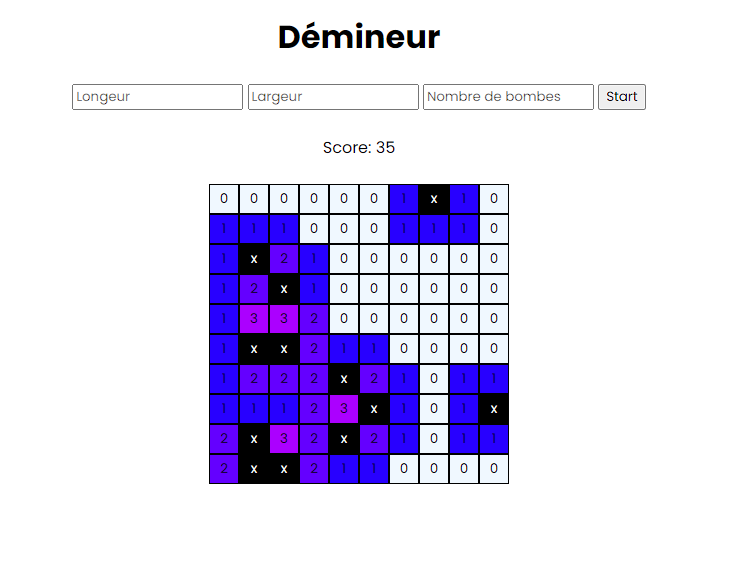 Démineur
Longeur Largeur Nombre de bombes Start
Score: 35
0 0 0 0 0 0 1 x 1 0
1 1 1 0 0 0 1 1 1 0
1 x 2 1 0 0 0 0 0 0
1 2 x 1 0 0 0 0 0 0
1 3 3 2 0 0 0 0 0 0
1 x x 2 1 1 0 0 0 0
1 2 2 2 x 2 1 0 1 1
1 1 1 2 3 x 1 0 1 x
2 x 3 2 x 2 1 0 1 1
2 x x 2 1 1 0 0 0 0